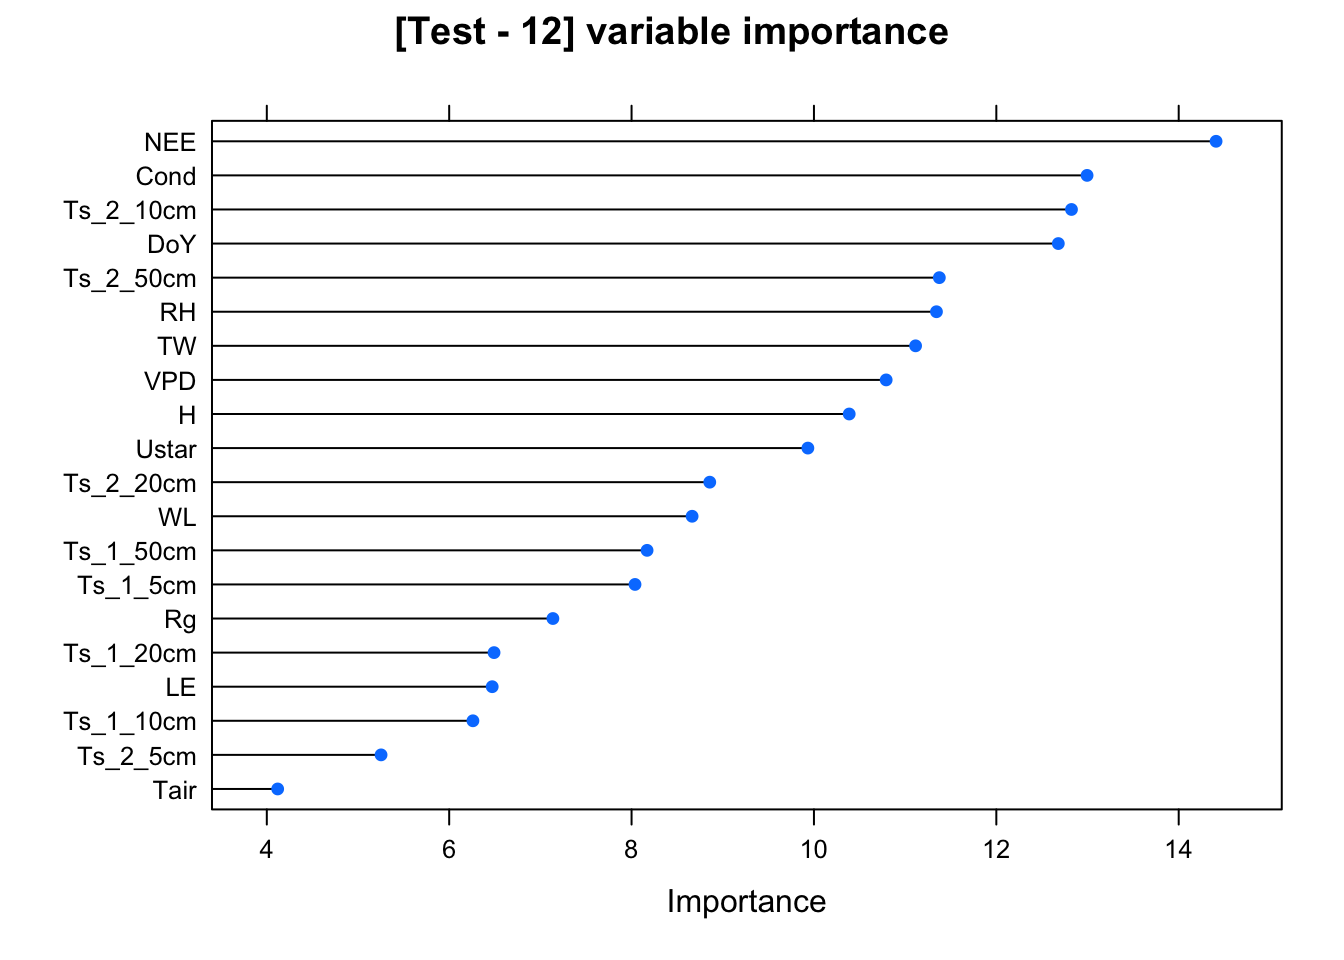 [Test - 12] variable importance
NEE
Cond
Ts_2_10cm
DoY
Ts_2_50cm
RH
TW
VPD
H
Ustar
Ts_2_20cm
WL
Ts_1_50cm
Ts_1_5cm
Rg
Ts_1_20cm
LE
Ts_1_10cm
Ts_2_5cm
Tair
4 6 8 10 12 14
Importance